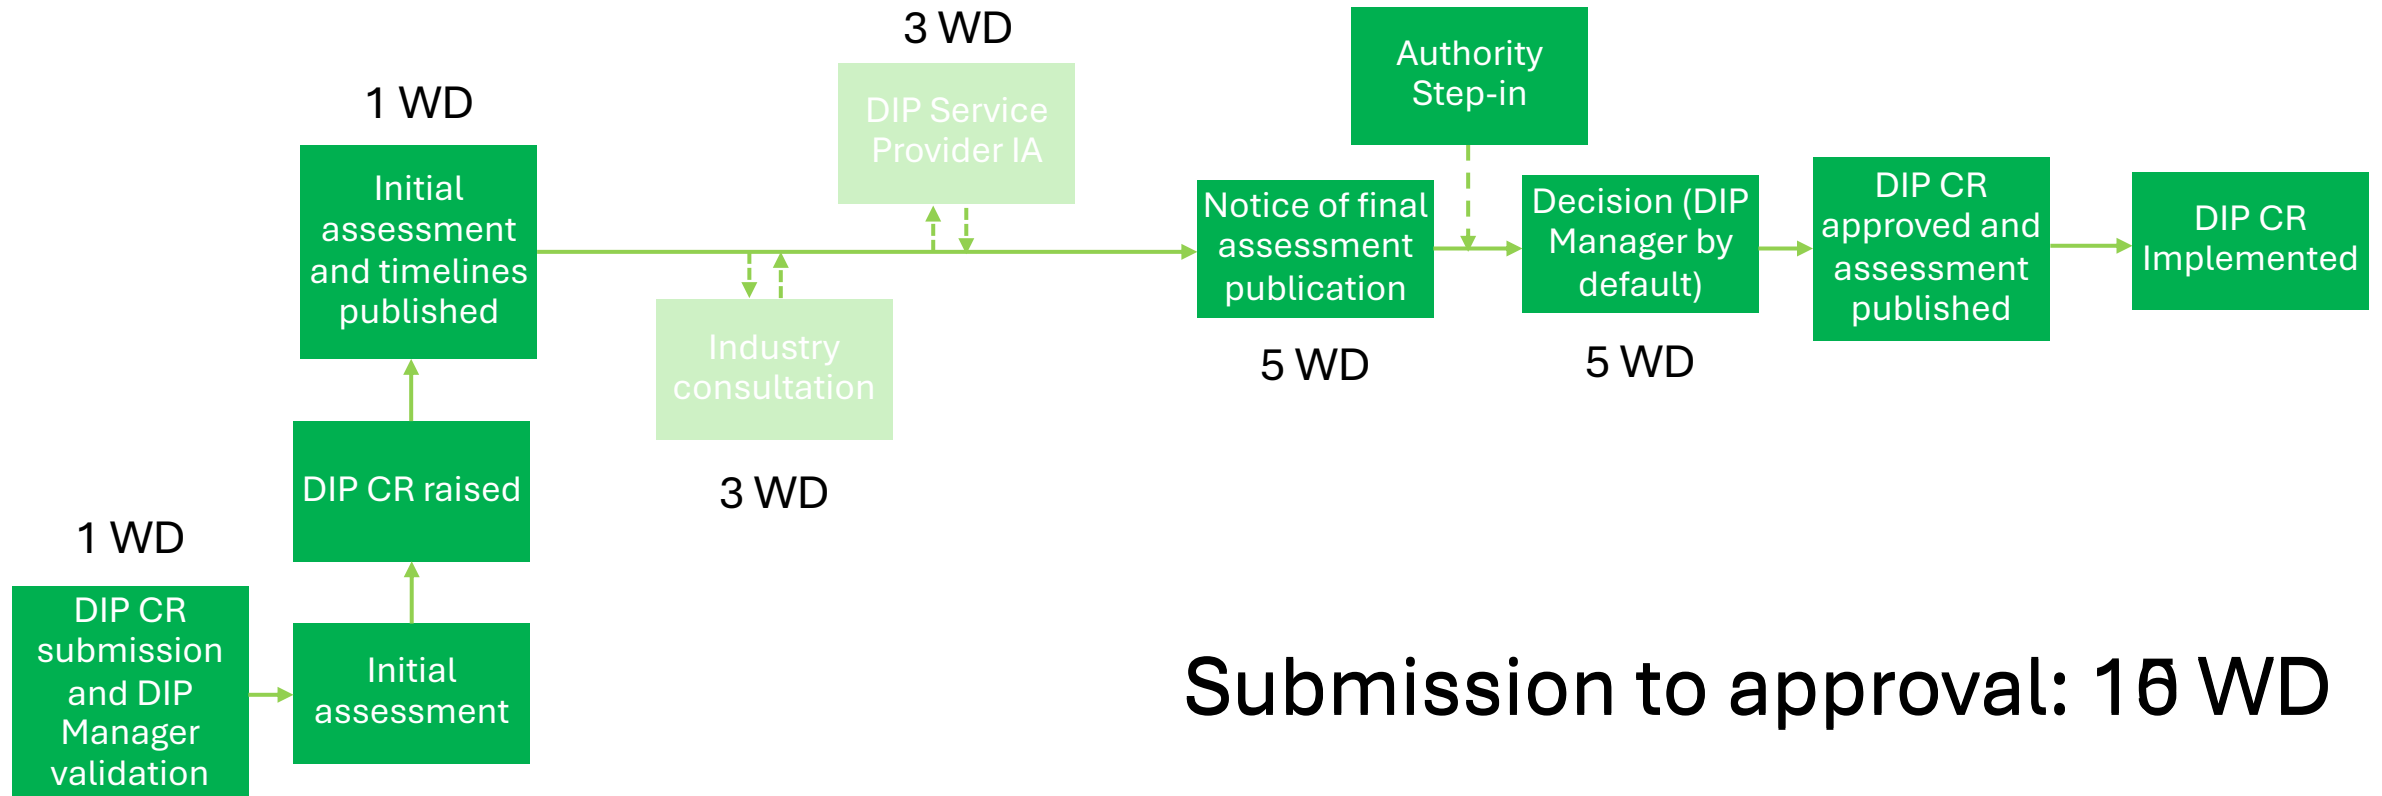 1 WD
DIP CR
submission
and DIP
Manager
validation
Initial
assessment
DIP CR raised
1 WD
Initial
assessment
and timelines
published
3 WD
DIP Service
Provider IA
Industry
consultation
3 WD
Authority
Step-in
Notice of final
assessment
publication
5 WD
Decision (DIP
Manager by
default)
5 WD
DIP CR
approved and
assessment
published
DIP CR
Implemented
Submission to approval: WD